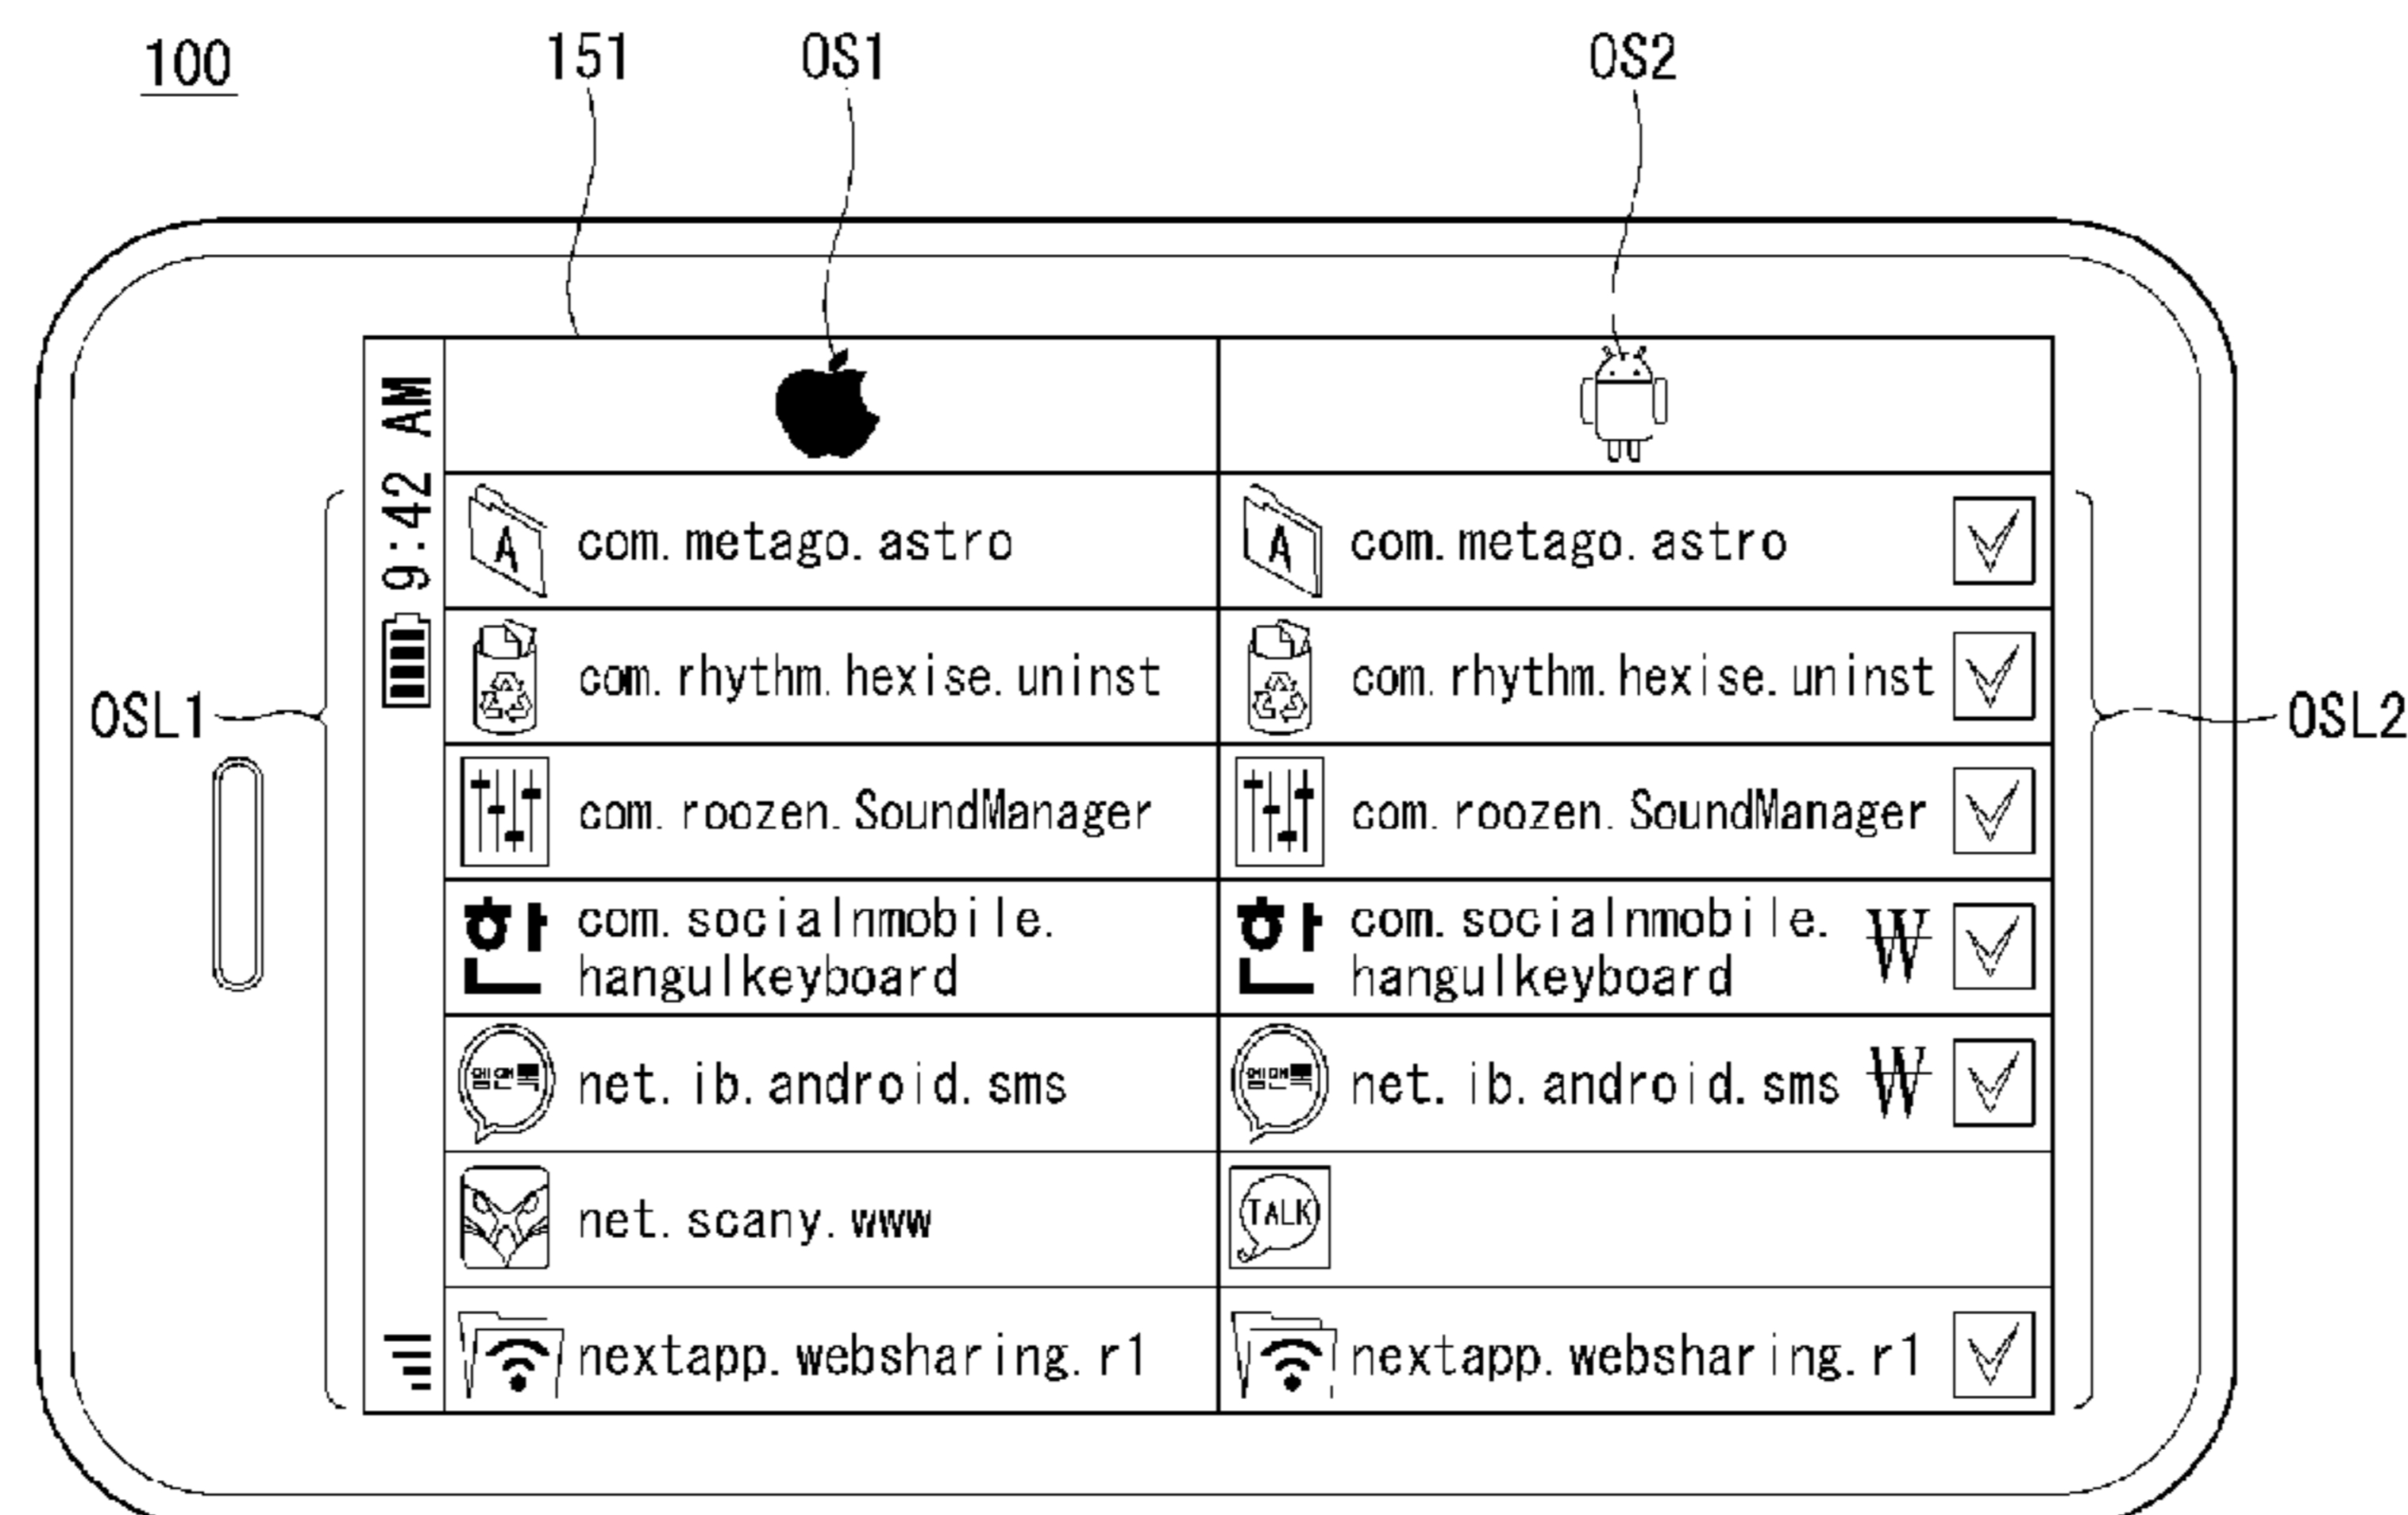 100
151
OS1
OS2
9:42 AM
A com.metago.astro
A com.metago.astro
com.rhythm.hexise.uninst
com.rhythm.hexise.uninst
OSL1
OSL2
com.roozen.SoundManager
com.roozen.SoundManager
한 com.socialnmobile.
hangulkeyboard
한 com.socialnmobile. ₩
hangulkeyboard
net.ib.android.sms
net.ib.android.sms ₩
net.scany.www
TALK
nextapp.websharing.r1
nextapp.websharing.r1